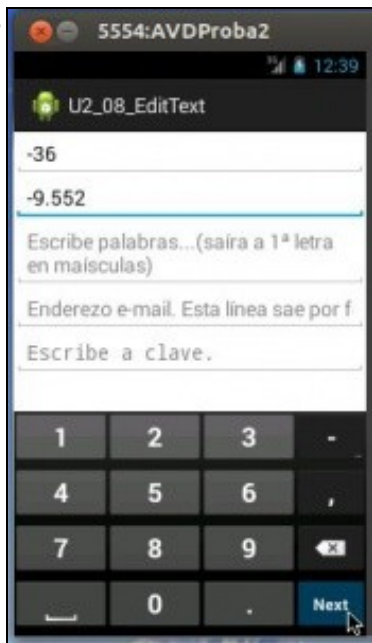 5554:AVDProba2
12:39
U2_08_EditText
-36
-9.552
Escribe palabras...(saíra a 1ª letra
en maísculas)
Enderezo e-mail. Esta línea sae por f
Escribe a clave.
1 2 3 -
4 5 6 ,
7 8 9
0 . Next